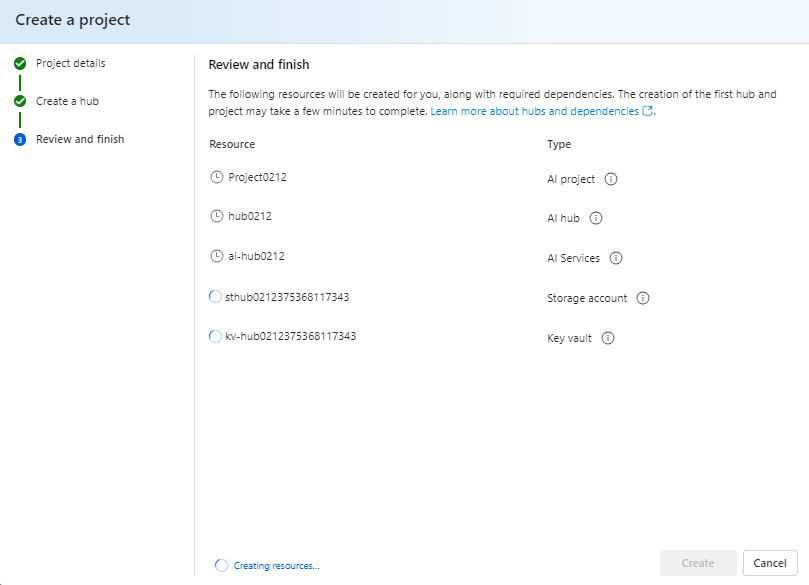 Create a project
Project details
Create a hub
3 Review and finish
Review and finish
The following resources will be created for you, along with required dependencies. The creation of the first hub and
project may take a few minutes to complete. Learn more about hubs and dependencies.
Resource Type
Project0212 AI project
hub0212 AI hub
ai-hub0212 AI Services
sthub0212375368117343 Storage account
kv-hub0212375368117343 Key vault
Creating resources...
Create Cancel